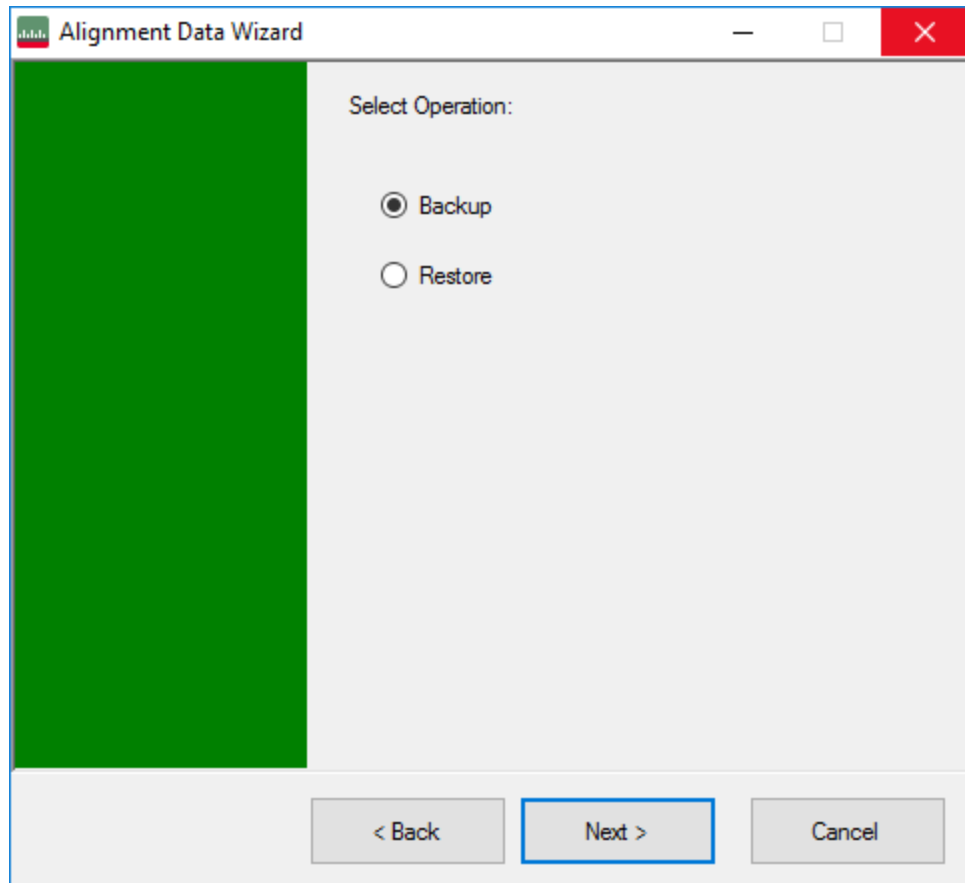 Alignment Data Wizard
Select Operation:
Backup
Restore
< Back Next > Cancel